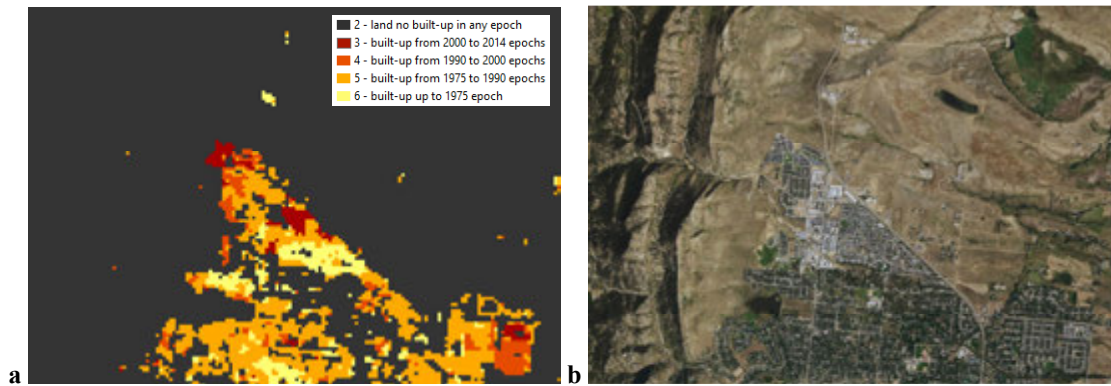 2 - land no built-up in any epoch
3 - built-up from 2000 to 2014 epochs
4 - built-up from 1990 to 2000 epochs
5 - built-up from 1975 to 1990 epochs
6 - built-up up to 1975 epoch
a
b